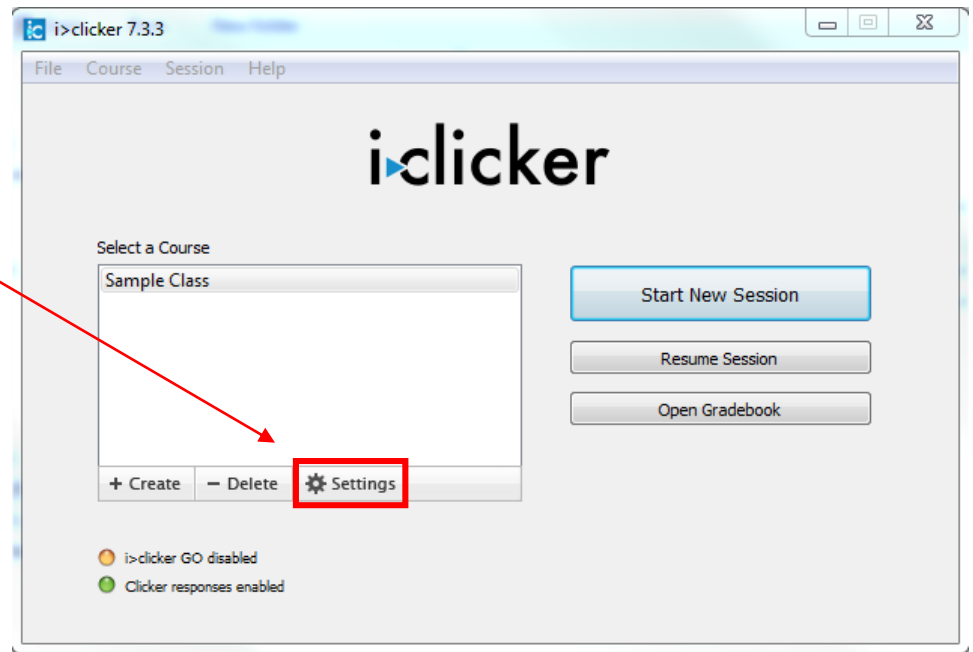 i>clicker 7.3.3
File Course Session Help
i>clicker
Select a Course
Sample Class
Start New Session
Resume Session
Open Gradebook
+ Create − Delete Settings
i>clicker GO disabled
Clicker responses enabled